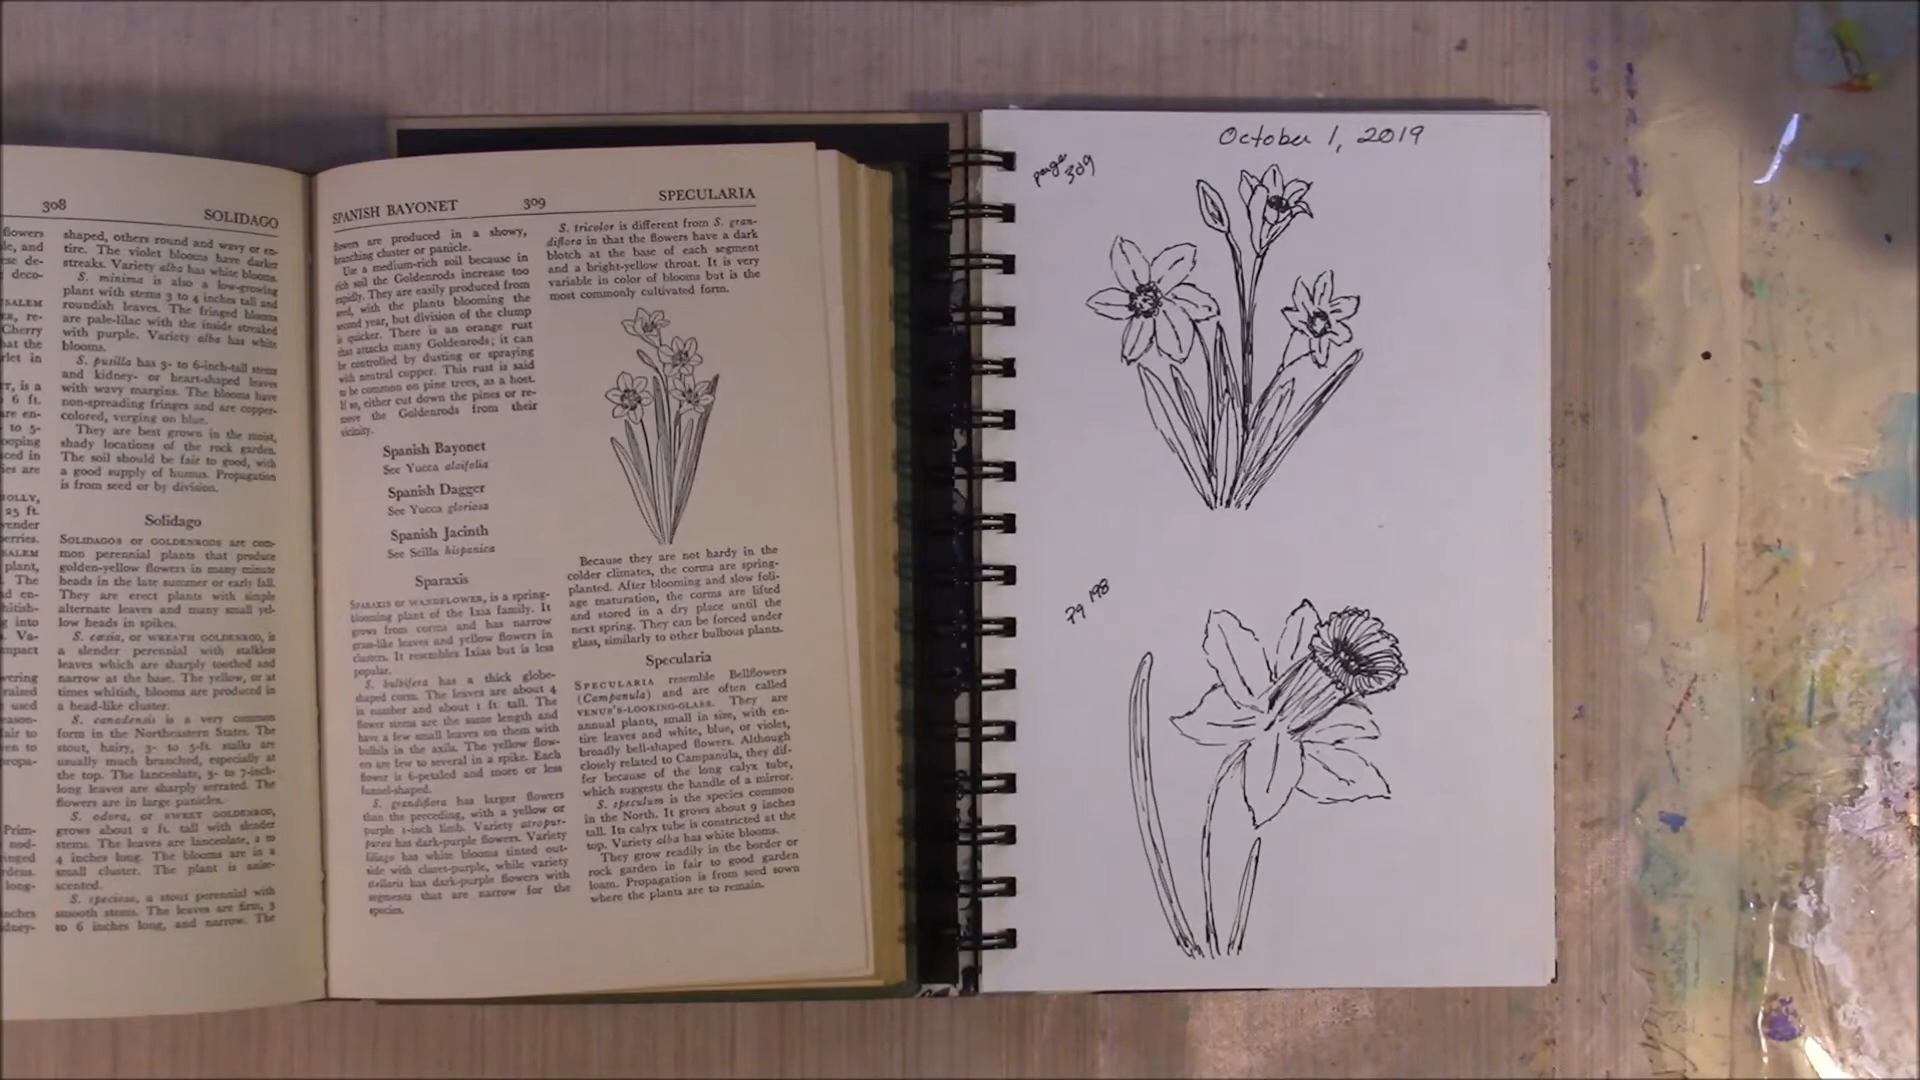 308
SOLIDAGO
flowers
and
deco-
shaped, others round and wavy or en-
tire. The violet blooms have darker
streaks. Variety alba has white blooms.
S. minima is also a low-growing
plant with stems 3 to 4 inches tall and
roundish leaves. The fringed blooms
are pale-lilac with the inside streaked
with purple. Variety alba has white
blooms.
S. pusilla has 3- to 6-inch-tall stems
and kidney- or heart-shaped leaves
with wavy margins. The blooms have
non-spreading fringes and are copper-
colored, verging on blue.
They are best grown in the moist,
shady locations of the rock garden.
The soil should be fair to good, with
a good supply of humus. Propagation
is from seed or by division.
Solidago
SOLIDAGOS or GOLDENRODS are com-
mon perennial plants that produce
golden-yellow flowers in many minute
heads in the late summer or early fall.
They are erect plants with simple
alternate leaves and many small yel-
low heads in spikes.
S. cæsia, or WREATH GOLDENROD, is
a slender perennial with stalkless
leaves which are sharply toothed and
narrow at the base. The yellow, or at
times whitish, blooms are produced in
a head-like cluster.
S. canadensis is a very common
form in the Northeastern States. The
stout, hairy, 3- to 5-ft. stalks are
usually much branched, especially at
the top. The lanceolate, 3- to 7-inch-
long leaves are sharply serrated. The
flowers are in large panicles.
S. odora, or SWEET GOLDENROD,
grows about 2 ft. tall with slender
stems. The leaves are lanceolate, 2 to
4 inches long. The blooms are in a
small cluster. The plant is anise-
scented.
S. speciosa, a stout perennial with
smooth stems. The leaves are firm, 3
to 6 inches long, and narrow. The
SPANISH BAYONET
309
SPECULARIA
flowers are produced in a showy,
branching cluster or panicle.
Use a medium-rich soil because in
rich soil the Goldenrods increase too
rapidly. They are easily produced from
seed, with the plants blooming the
second year, but division of the clump
is quicker. There is an orange rust
that attacks many Goldenrods; it can
be controlled by dusting or spraying
with neutral copper. This rust is said
to be common on pine trees, as a host.
If so, either cut down the pines or re-
move the Goldenrods from their
vicinity.
Spanish Bayonet
See Yucca aloifolia
Spanish Dagger
See Yucca gloriosa
Spanish Jacinth
See Scilla hispanica
Sparaxis
SPARAXIS or WANDFLOWER, is a spring-
blooming plant of the Ixia family. It
grows from corms and has narrow
grass-like leaves and yellow flowers in
clusters. It resembles Ixias but is less
popular.
S. bulbifera has a thick globe-
shaped corm. The leaves are about 4
in number and about 1 ft. tall. The
flower stems are the same length and
have a few small leaves on them with
bulbils in the axils. The yellow flow-
ers are few to several in a spike. Each
flower is 6-petaled and more or less
funnel-shaped.
S. grandiflora has larger flowers
than the preceding, with a yellow or
purple 1-inch limb. Variety atropur-
purea has dark-purple flowers. Variety
liliago has white blooms tinted out-
side with claret-purple, while variety
stellaris has dark-purple flowers with
segments that are narrow for the
species.
S. tricolor is different from S. gran-
diflora in that the flowers have a dark
blotch at the base of each segment
and a bright-yellow throat. It is very
variable in color of blooms but is the
most commonly cultivated form.
Because they are not hardy in the
colder climates, the corms are spring-
planted. After blooming and slow foli-
age maturation, the corms are lifted
and stored in a dry place until the
next spring. They can be forced under
glass, similarly to other bulbous plants.
Specularia
SPECULARIA resemble Bellflowers
(Campanula) and are often called
VENUS'S-LOOKING-GLASS. They are
annual plants, small in size, with en-
tire leaves and white, blue, or violet,
broadly bell-shaped flowers. Although
closely related to Campanula, they dif-
fer because of the long calyx tube,
which suggests the handle of a mirror.
S. speculum is the species common
in the North. It grows about 9 inches
tall. Its calyx tube is constricted at the
top. Variety alba has white blooms.
They grow readily in the border or
rock garden in fair to good garden
loam. Propagation is from seed sown
where the plants are to remain.
October 1, 2019
page
309
pg 198